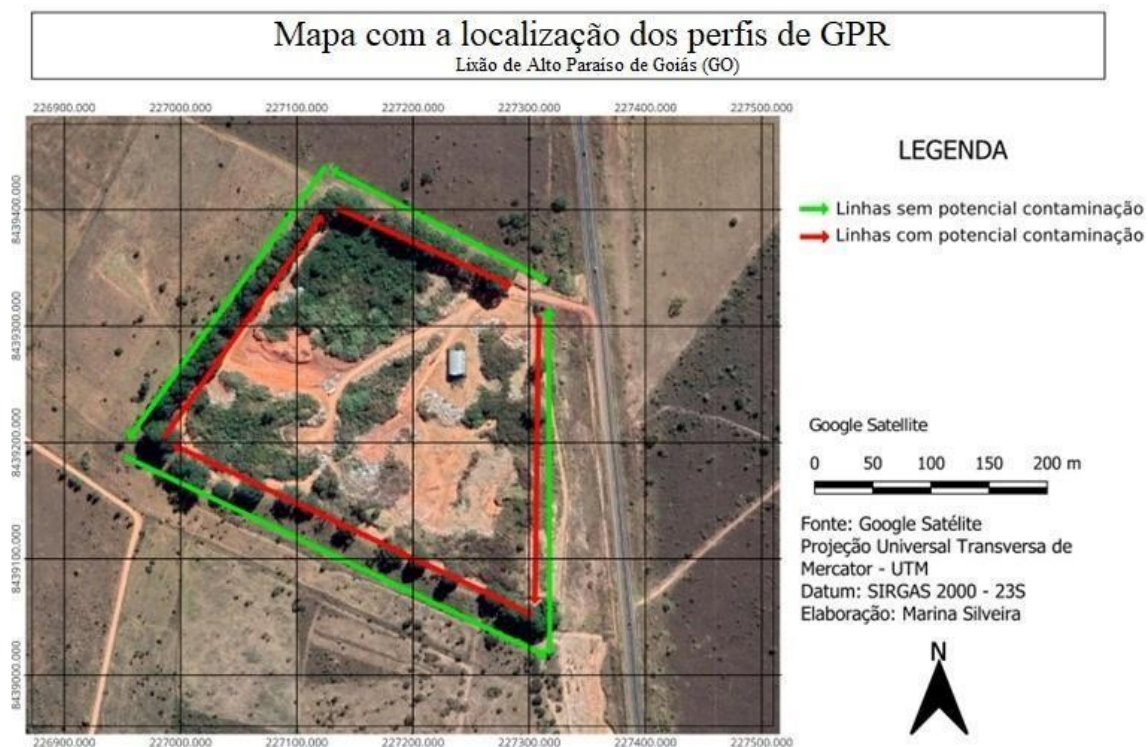 Mapa com a localização dos perfis de GPR
Lixão de Alto Paraíso de Goiás (GO)
226900.000 227000.000 227100.000 227200.000 227300.000 227400.000 227500.000
8439400.000
8439300.000
8439200.000
8439100.000
8439000.000
226900.000 227000.000 227100.000 227200.000 227300.000 227400.000 227500.000
LEGENDA
Linhas sem potencial contaminação
Linhas com potencial contaminação
Google Satellite
0 50 100 150 200 m
Fonte: Google Satélite
Projeção Universal Transversa de
Mercator - UTM
Datum: SIRGAS 2000 - 23S
Elaboração: Marina Silveira
N